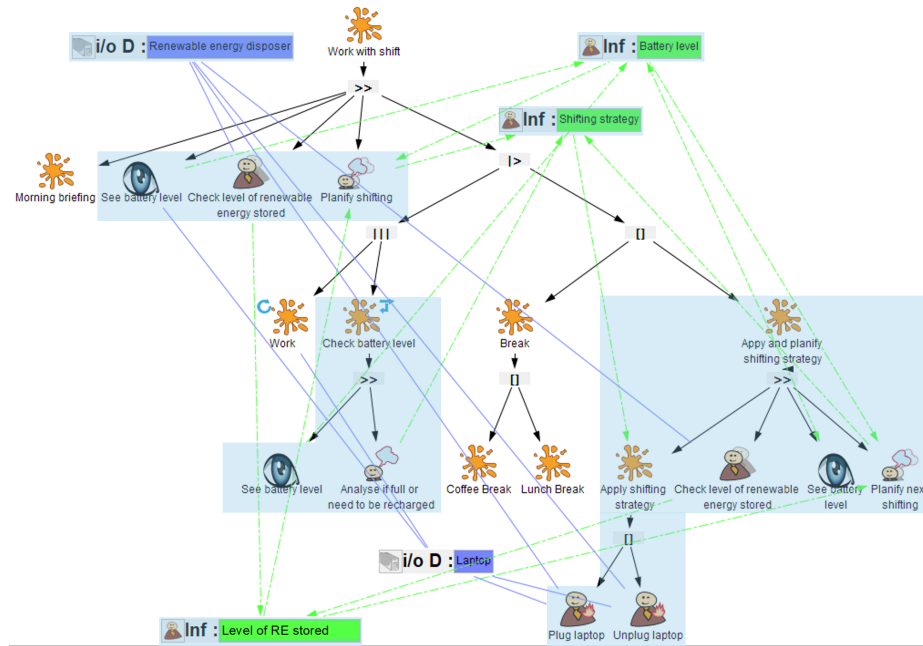 i/o D : Renewable energy disposer
Work with shift
Inf : Battery level
>>
Inf : Shifting strategy
|>
Morning briefing
See battery level
Check level of renewable
energy stored
Planify shifting
|||
[]
Work
Check battery level
Break
Appy and planify
shifting strategy
>>
[]
>>
See battery level
Analyse if full or
need to be recharged
Coffee Break
Lunch Break
Apply shifting
strategy
Check level of renewable
energy stored
See battery
level
Planify next
shifting
[]
i/o D : Laptop
Inf : Level of RE stored
Plug laptop
Unplug laptop